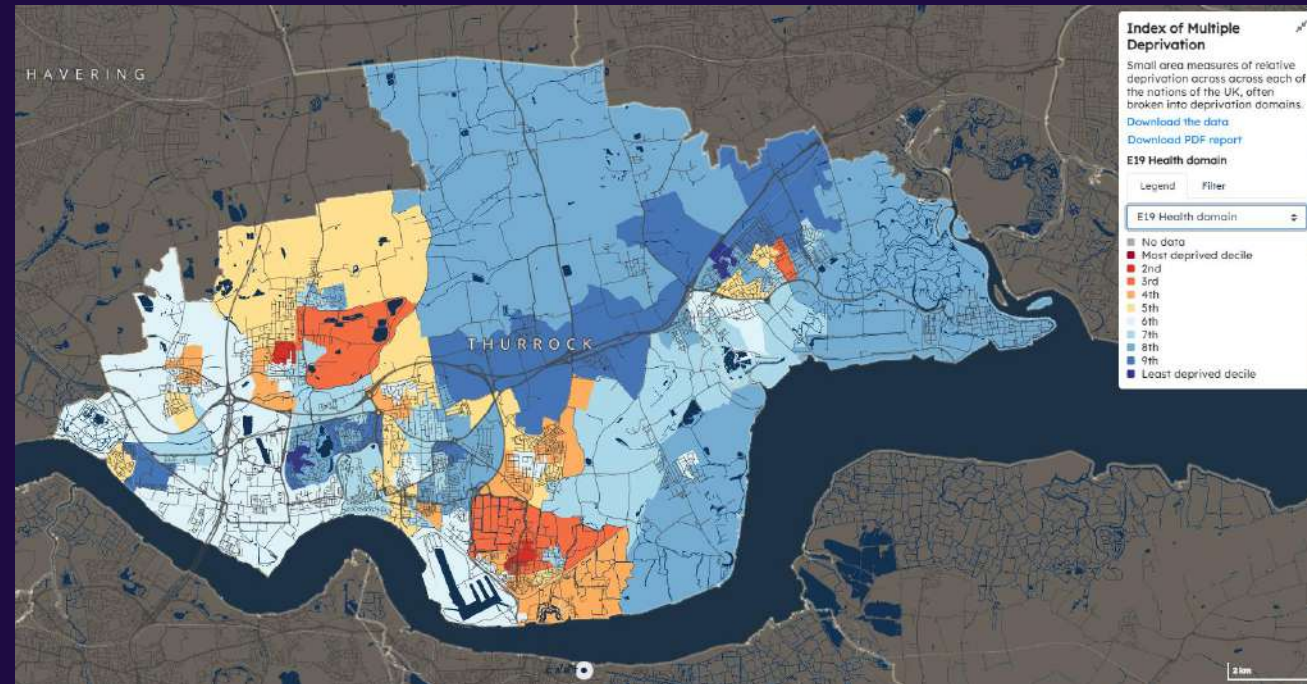 HAVERING
THURROCK
Index of Multiple
Deprivation
Small area measures of relative
deprivation across across each of
the nations of the UK, often
broken into deprivation domains.
Download the data
Download PDF report
E19 Health domain
Legend Filter
E19 Health domain
No data
Most deprived decile
2nd
3rd
4th
5th
6th
7th
8th
9th
Least deprived decile
2 km